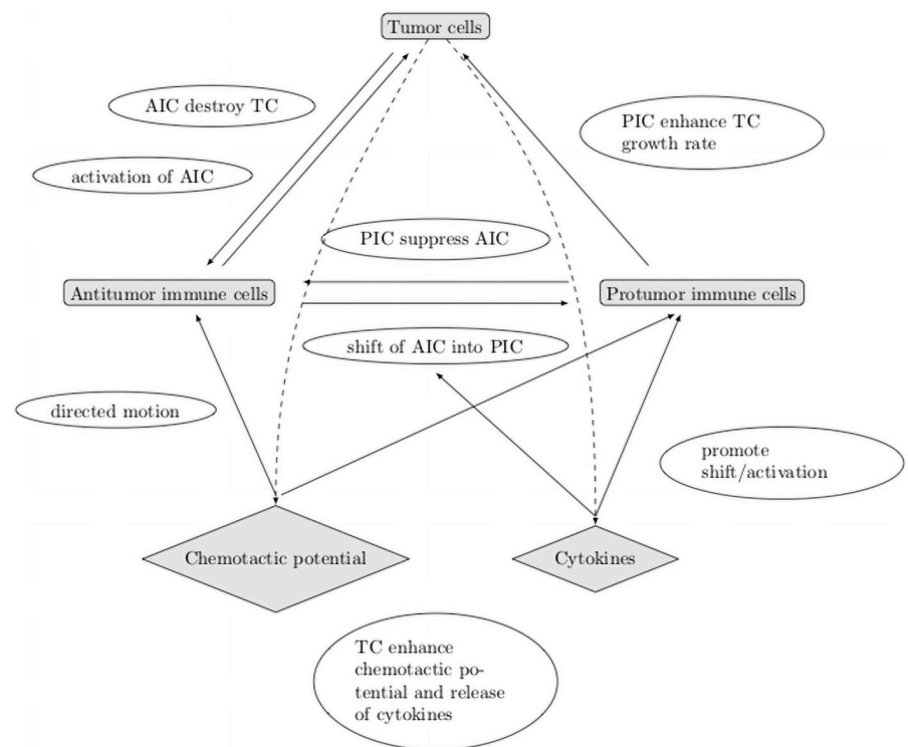 Tumor cells
AIC destroy TC
PIC enhance TC
growth rate
activation of AIC
PIC suppress AIC
Antitumor immune cells
Protumor immune cells
shift of AIC into PIC
directed motion
promote
shift/activation
Chemotactic potential
Cytokines
TC enhance
chemotactic po-
tential and release
of cytokines